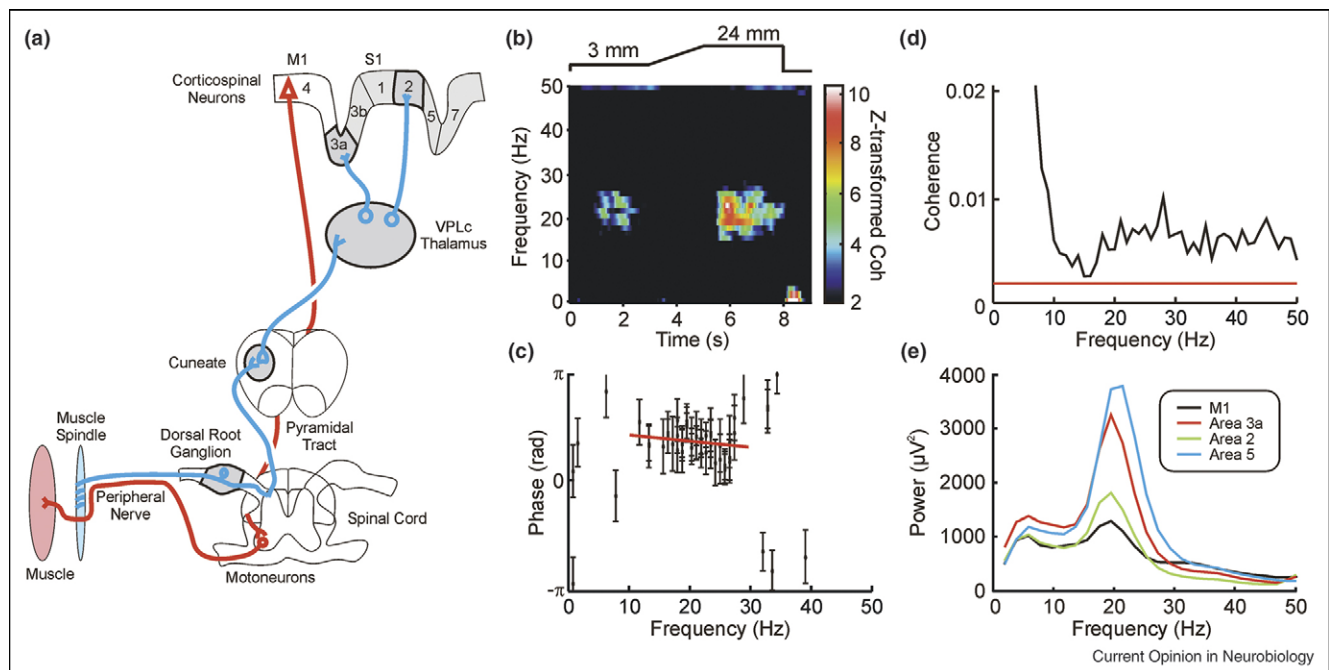 (a)
M1
S1
Corticospinal
Neurons
4
3a
3b
1
2
5
7
VPLc
Thalamus
Cuneate
Pyramidal
Tract
Muscle
Spindle
Dorsal Root
Ganglion
Peripheral
Nerve
Spinal Cord
Muscle
Motoneurons
(b)
3 mm
24 mm
50
40
30
20
10
0
Frequency (Hz)
0 2 4 6 8
Time (s)
10
8
6
4
2
Z-transformed Coh
(c)
π
0
-π
Phase (rad)
0 10 20 30 40 50
Frequency (Hz)
(d)
0.02
0.01
0
Coherence
0 10 20 30 40 50
Frequency (Hz)
(e)
4000
3000
2000
1000
0
Power (μV²)
M1
Area 3a
Area 2
Area 5
0 10 20 30 40 50
Frequency (Hz)
Current Opinion in Neurobiology